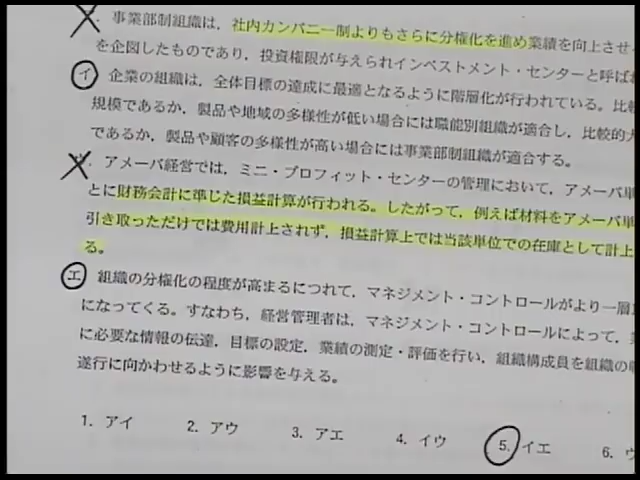 事業部制組織は，社内カンパニー制よりもさらに分権化を進め業績を向上させ
を企図したものであり，投資権限が与えられインベストメント・センターと呼ば
イ 企業の組織は，全体目標の達成に最適となるように階層化が行われている。比較
規模であるか，製品や地域の多様性が低い場合には職能別組織が適合し，比較的大
であるか，製品や顧客の多様性が高い場合には事業部制組織が適合する。
アメーバ経営では，ミニ・プロフィット・センターの管理において，アメーバ単
とに財務会計に準じた損益計算が行われる。したがって，例えば材料をアメーバ単
引き取っただけでは費用計上されず，損益計算上では当該単位での在庫として計上
る。
エ 組織の分権化の程度が高まるにつれて，マネジメント・コントロールがより一層
になってくる。すなわち，経営管理者は，マネジメント・コントロールによって，
に必要な情報の伝達，目標の設定，業績の測定・評価を行い，組織構成員を組織の
遂行に向かわせるように影響を与える。
1. アイ 2. アウ 3. アエ 4. イウ 5. イエ 6.